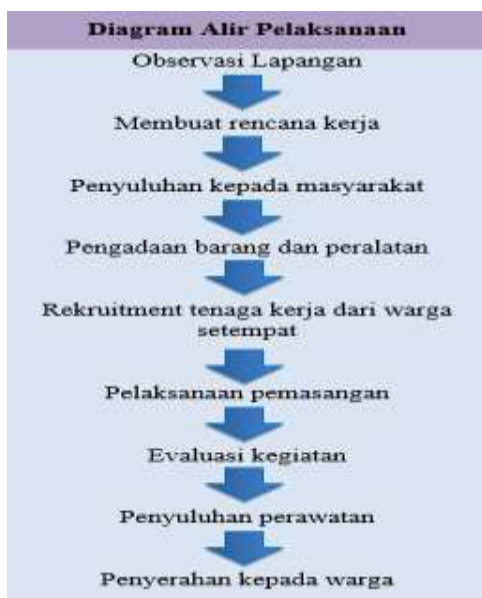 Diagram Alir Pelaksanaan
Observasi Lapangan
Membuat rencana kerja
Penyuluhan kepada masyarakat
Pengadaan barang dan peralatan
Rekruitment tenaga kerja dari warga
setempat
Pelaksanaan pemasangan
Evaluasi kegiatan
Penyuluhan perawatan
Penyerahan kepada warga